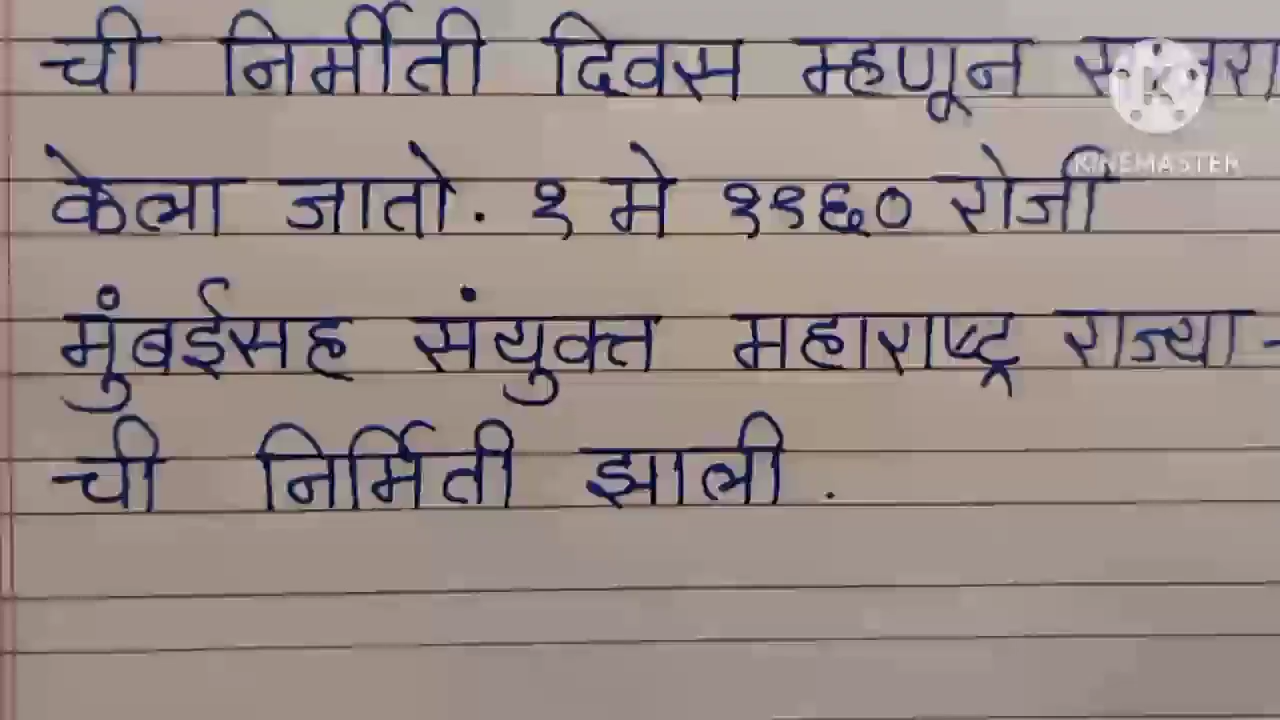 ची निर्मीती दिवस म्हणून
केला जातो. १ मे १९६० रोजी
KINEMASTER
मुंबईसह संयुक्त महाराष्ट्र राज्या-
ची निर्मिती झाली.